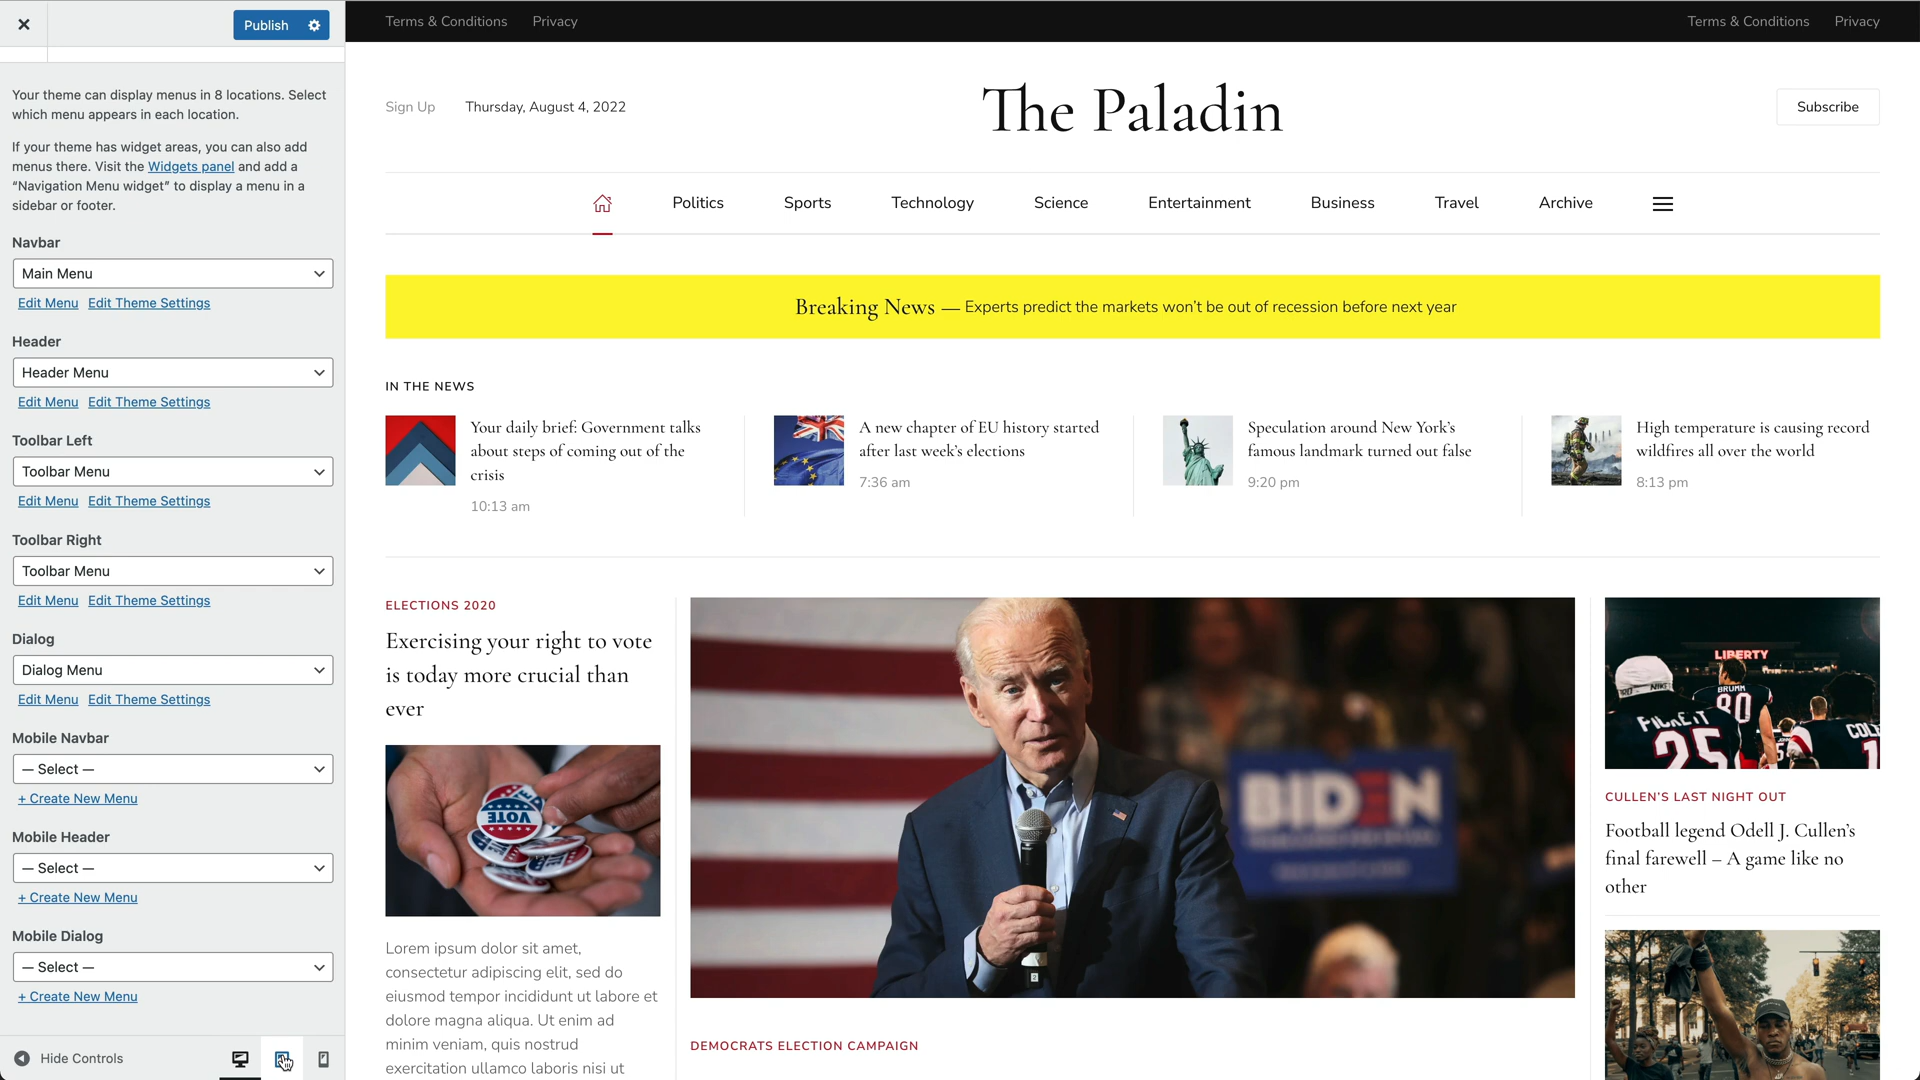 Publish
Your theme can display menus in 8 locations. Select
which menu appears in each location.
If your theme has widget areas, you can also add
menus there. Visit the Widgets panel and add a
“Navigation Menu widget” to display a menu in a
sidebar or footer.
Navbar
Main Menu
Edit Menu Edit Theme Settings
Header
Header Menu
Edit Menu Edit Theme Settings
Toolbar Left
Toolbar Menu
Edit Menu Edit Theme Settings
Toolbar Right
Toolbar Menu
Edit Menu Edit Theme Settings
Dialog
Dialog Menu
Edit Menu Edit Theme Settings
Mobile Navbar
— Select —
+ Create New Menu
Mobile Header
— Select —
+ Create New Menu
Mobile Dialog
— Select —
+ Create New Menu
Hide Controls
Terms & Conditions Privacy
Terms & Conditions Privacy
Sign Up Thursday, August 4, 2022
The Paladin
Subscribe
Politics Sports Technology Science Entertainment Business Travel Archive
Breaking News — Experts predict the markets won’t be out of recession before next year
IN THE NEWS
Your daily brief: Government talks
about steps of coming out of the
crisis
10:13 am
A new chapter of EU history started
after last week’s elections
7:36 am
Speculation around New York’s
famous landmark turned out false
9:20 pm
High temperature is causing record
wildfires all over the world
8:13 pm
ELECTIONS 2020
Exercising your right to vote
is today more crucial than
ever
VOTE
Lorem ipsum dolor sit amet,
consectetur adipiscing elit, sed do
eiusmod tempor incididunt ut labore et
dolore magna aliqua. Ut enim ad
minim veniam, quis nostrud
exercitation ullamco laboris nisi ut
BIDEN
DEMOCRATS ELECTION CAMPAIGN
LIBERTY
BRUMM
80
PICKETT
25
CULLEN’S LAST NIGHT OUT
Football legend Odell J. Cullen’s
final farewell – A game like no
other